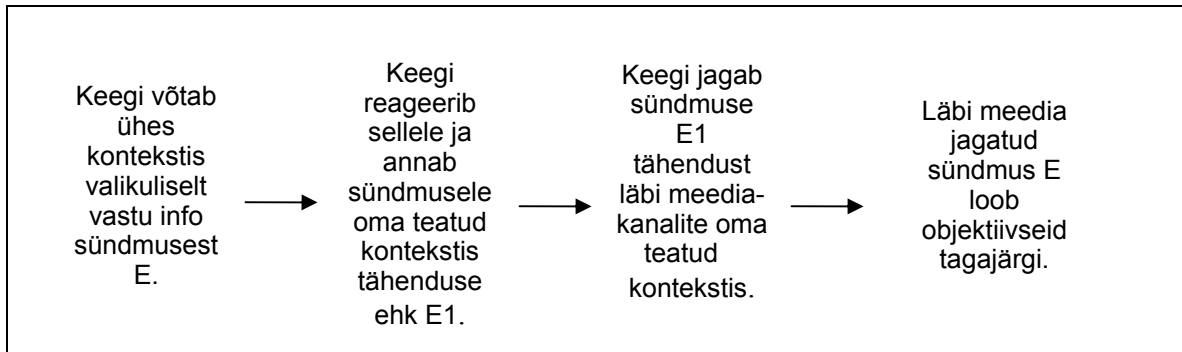 Keegi võtab
ühes
kontekstis
valikuliselt
vastu info
sündmusest
E.
Keegi
reageerib
sellele ja
annab
sündmusele
oma teatud
kontekstis
tähenduse
ehk E1.
Keegi jagab
sündmuse
E1
tähendust
läbi meedia-
kanalite oma
teatud
kontekstis.
Läbi meedia
jagatud
sündmus E
loob
objektiivseid
tagajärgi.